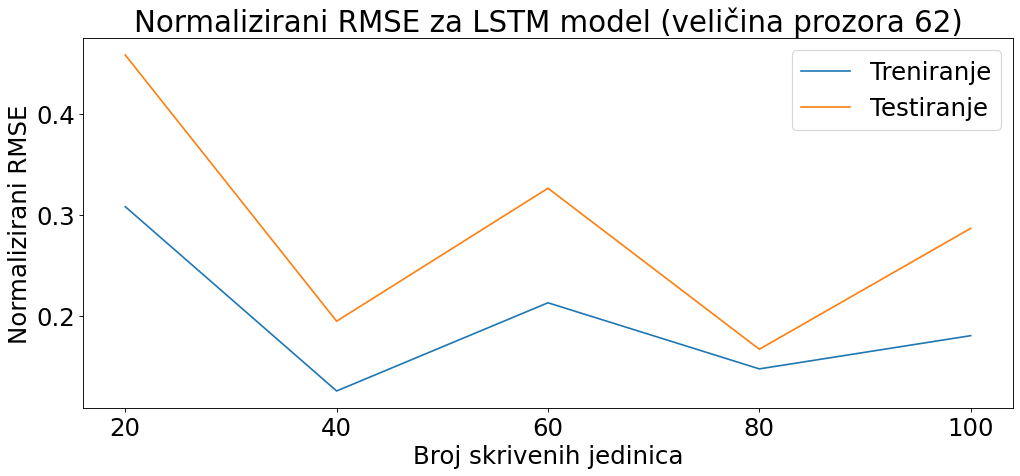 Normalizirani RMSE za LSTM model (veličina prozora 62)
Treniranje
Testiranje
Normalizirani RMSE
0.4
0.3
0.2
20 40 60 80 100
Broj skrivenih jedinica